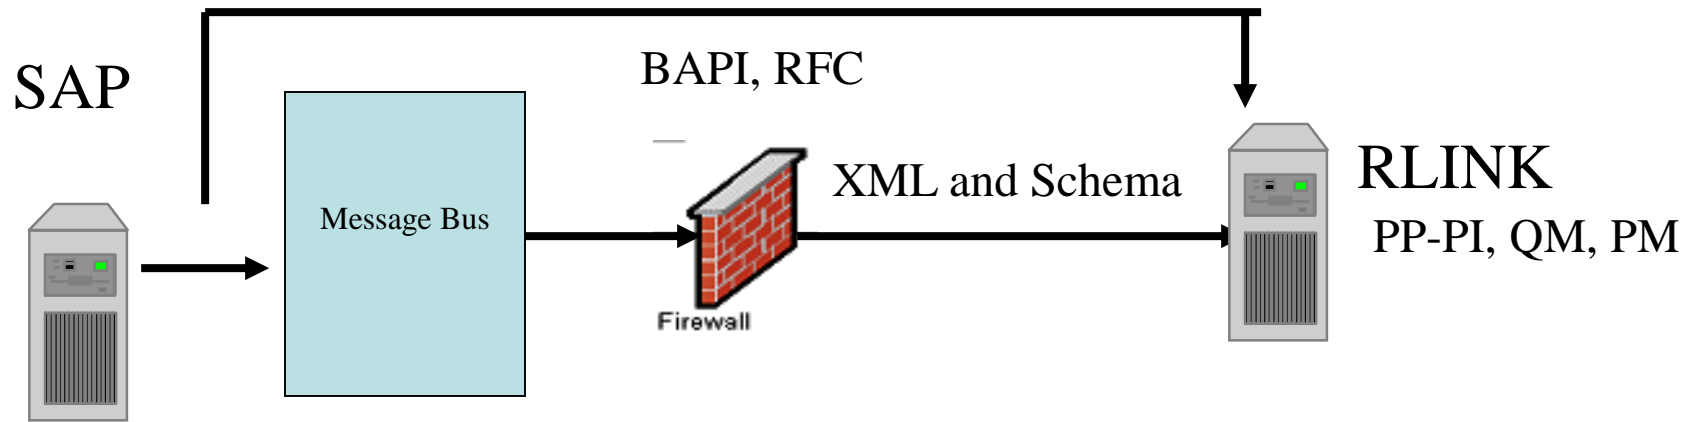 SAP
BAPI, RFC
XML and Schema
RLINK
PP-PI, QM, PM
Message Bus
Firewall